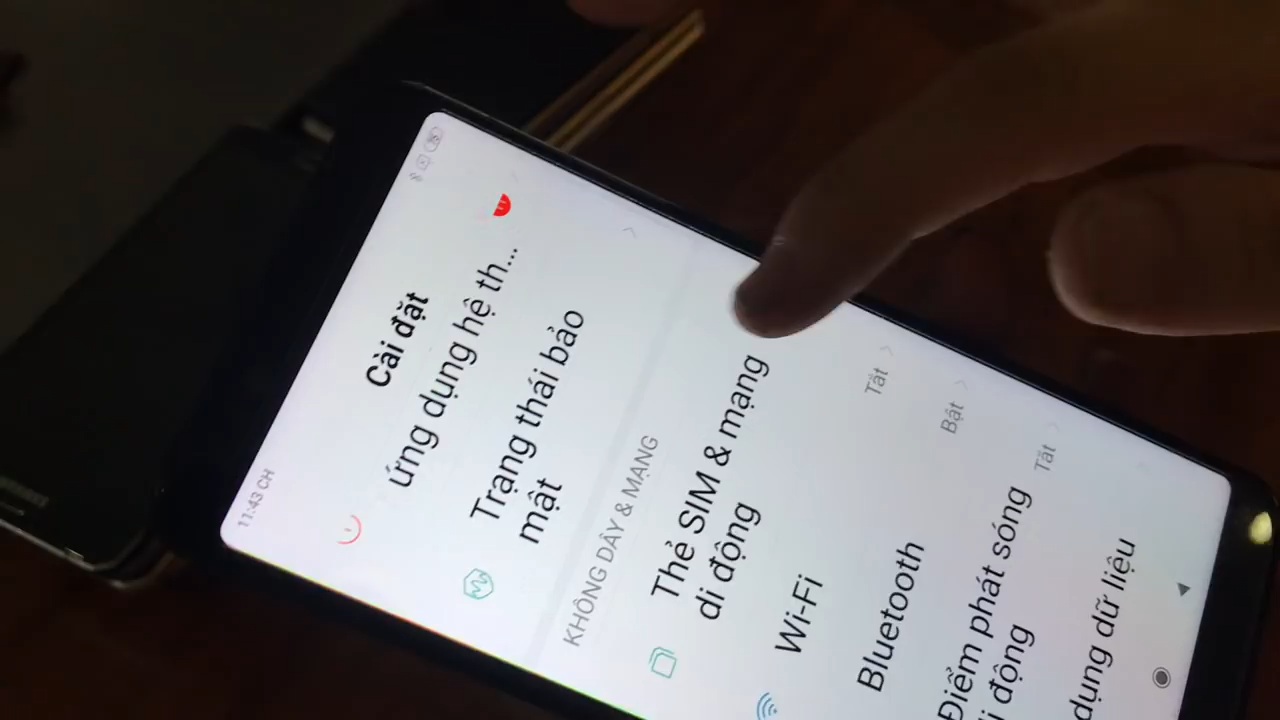 11:43 CH
Cài đặt
ứng dụng hệ th...
Trạng thái bảo
mật
KHÔNG DÂY & MẠNG
Thẻ SIM & mạng
di động
Wi-Fi
Tắt
Bluetooth
Bật
Điểm phát sóng
di động
Tắt
dụng dữ liệu